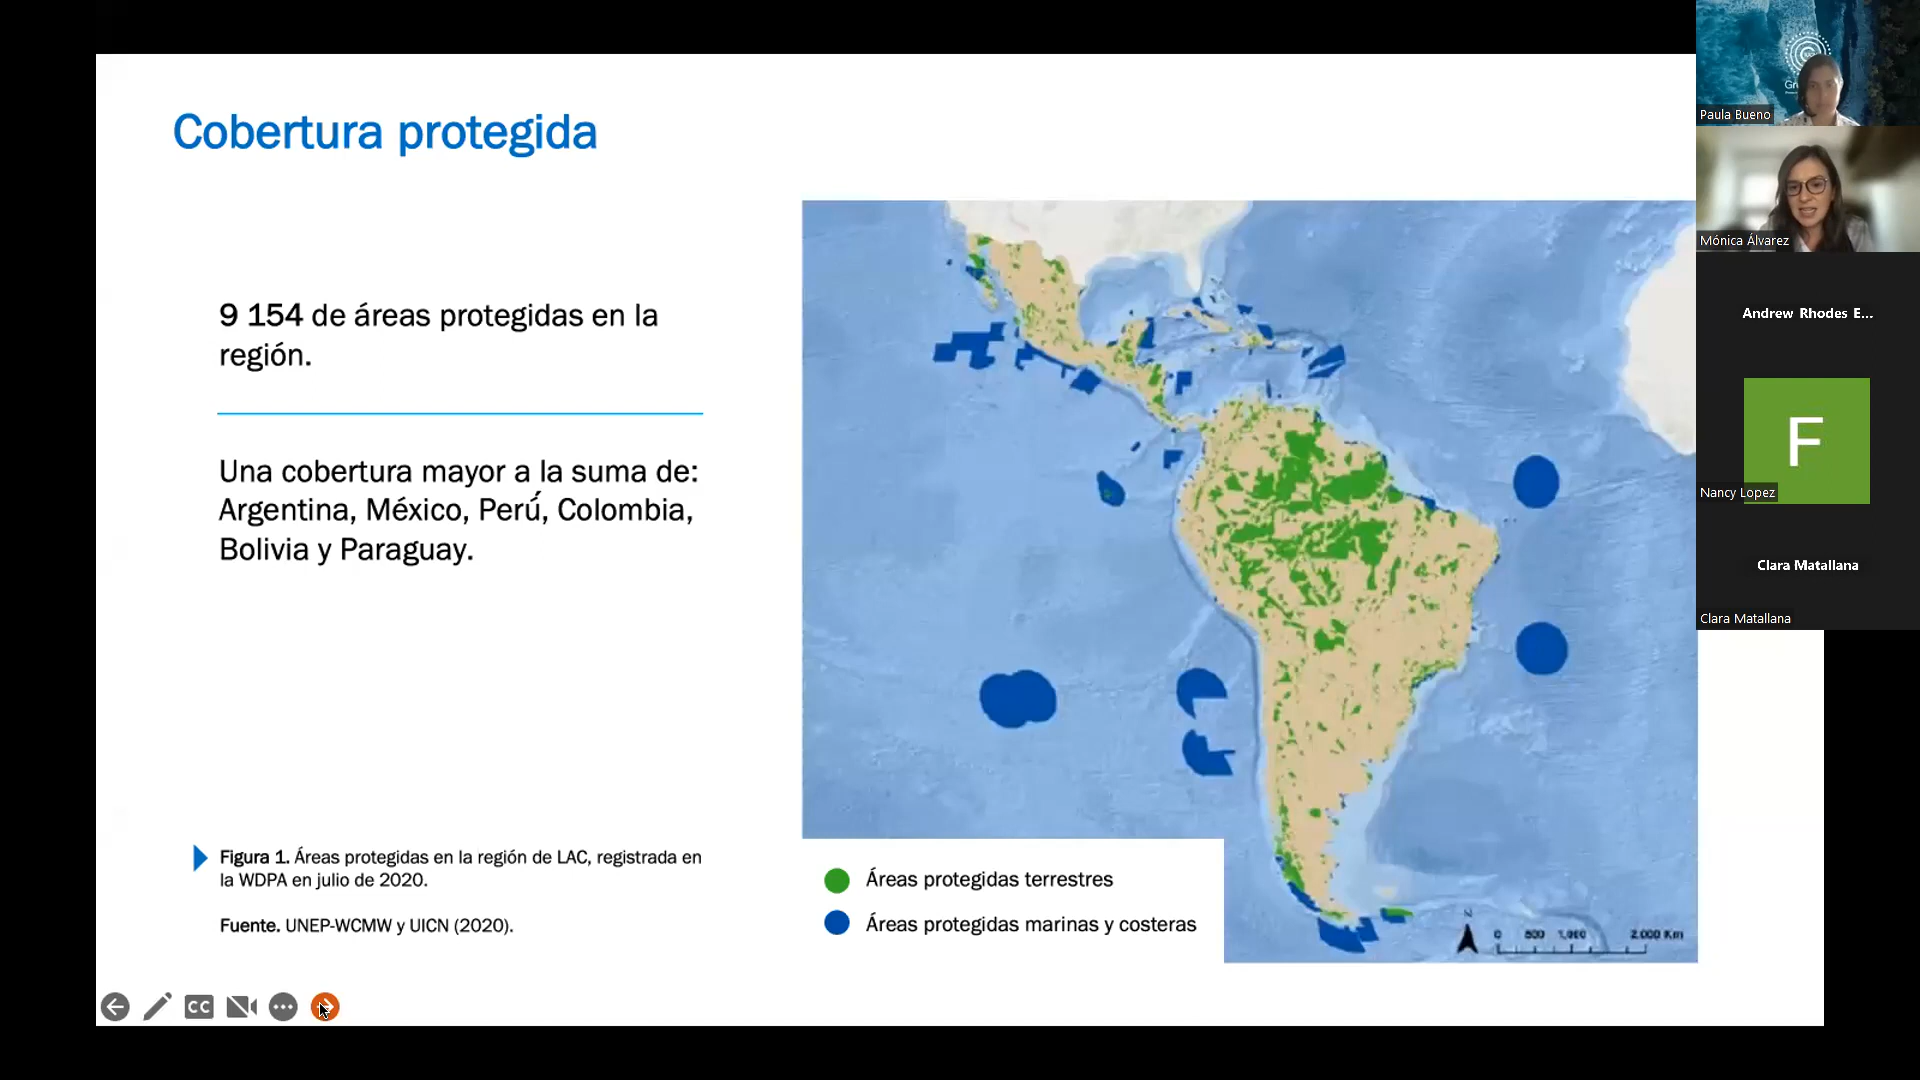 Cobertura protegida
9 154 de áreas protegidas en la
región.
Una cobertura mayor a la suma de:
Argentina, México, Perú́, Colombia,
Bolivia y Paraguay.
Figura 1. Áreas protegidas en la región de LAC, registrada en
la WDPA en julio de 2020.
Fuente. UNEP-WCMW y UICN (2020).
Áreas protegidas terrestres
Áreas protegidas marinas y costeras
N
0 500 1,000 2.000 Km
CC
Paula Bueno
Mónica Álvarez
Andrew Rhodes E...
F
Nancy Lopez
Clara Matallana
Clara Matallana